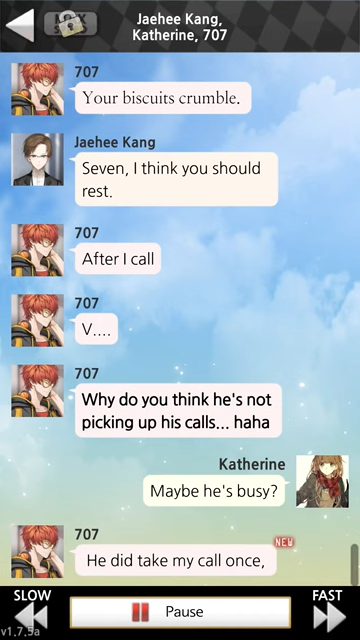 Jaehee Kang,
Katherine, 707
707
Your biscuits crumble.
Jaehee Kang
Seven, I think you should
rest.
707
After I call
707
V....
707
Why do you think he's not
picking up his calls... haha
Katherine
Maybe he's busy?
707
NEW
He did take my call once,
SLOW
Pause
FAST
v1.7.5a